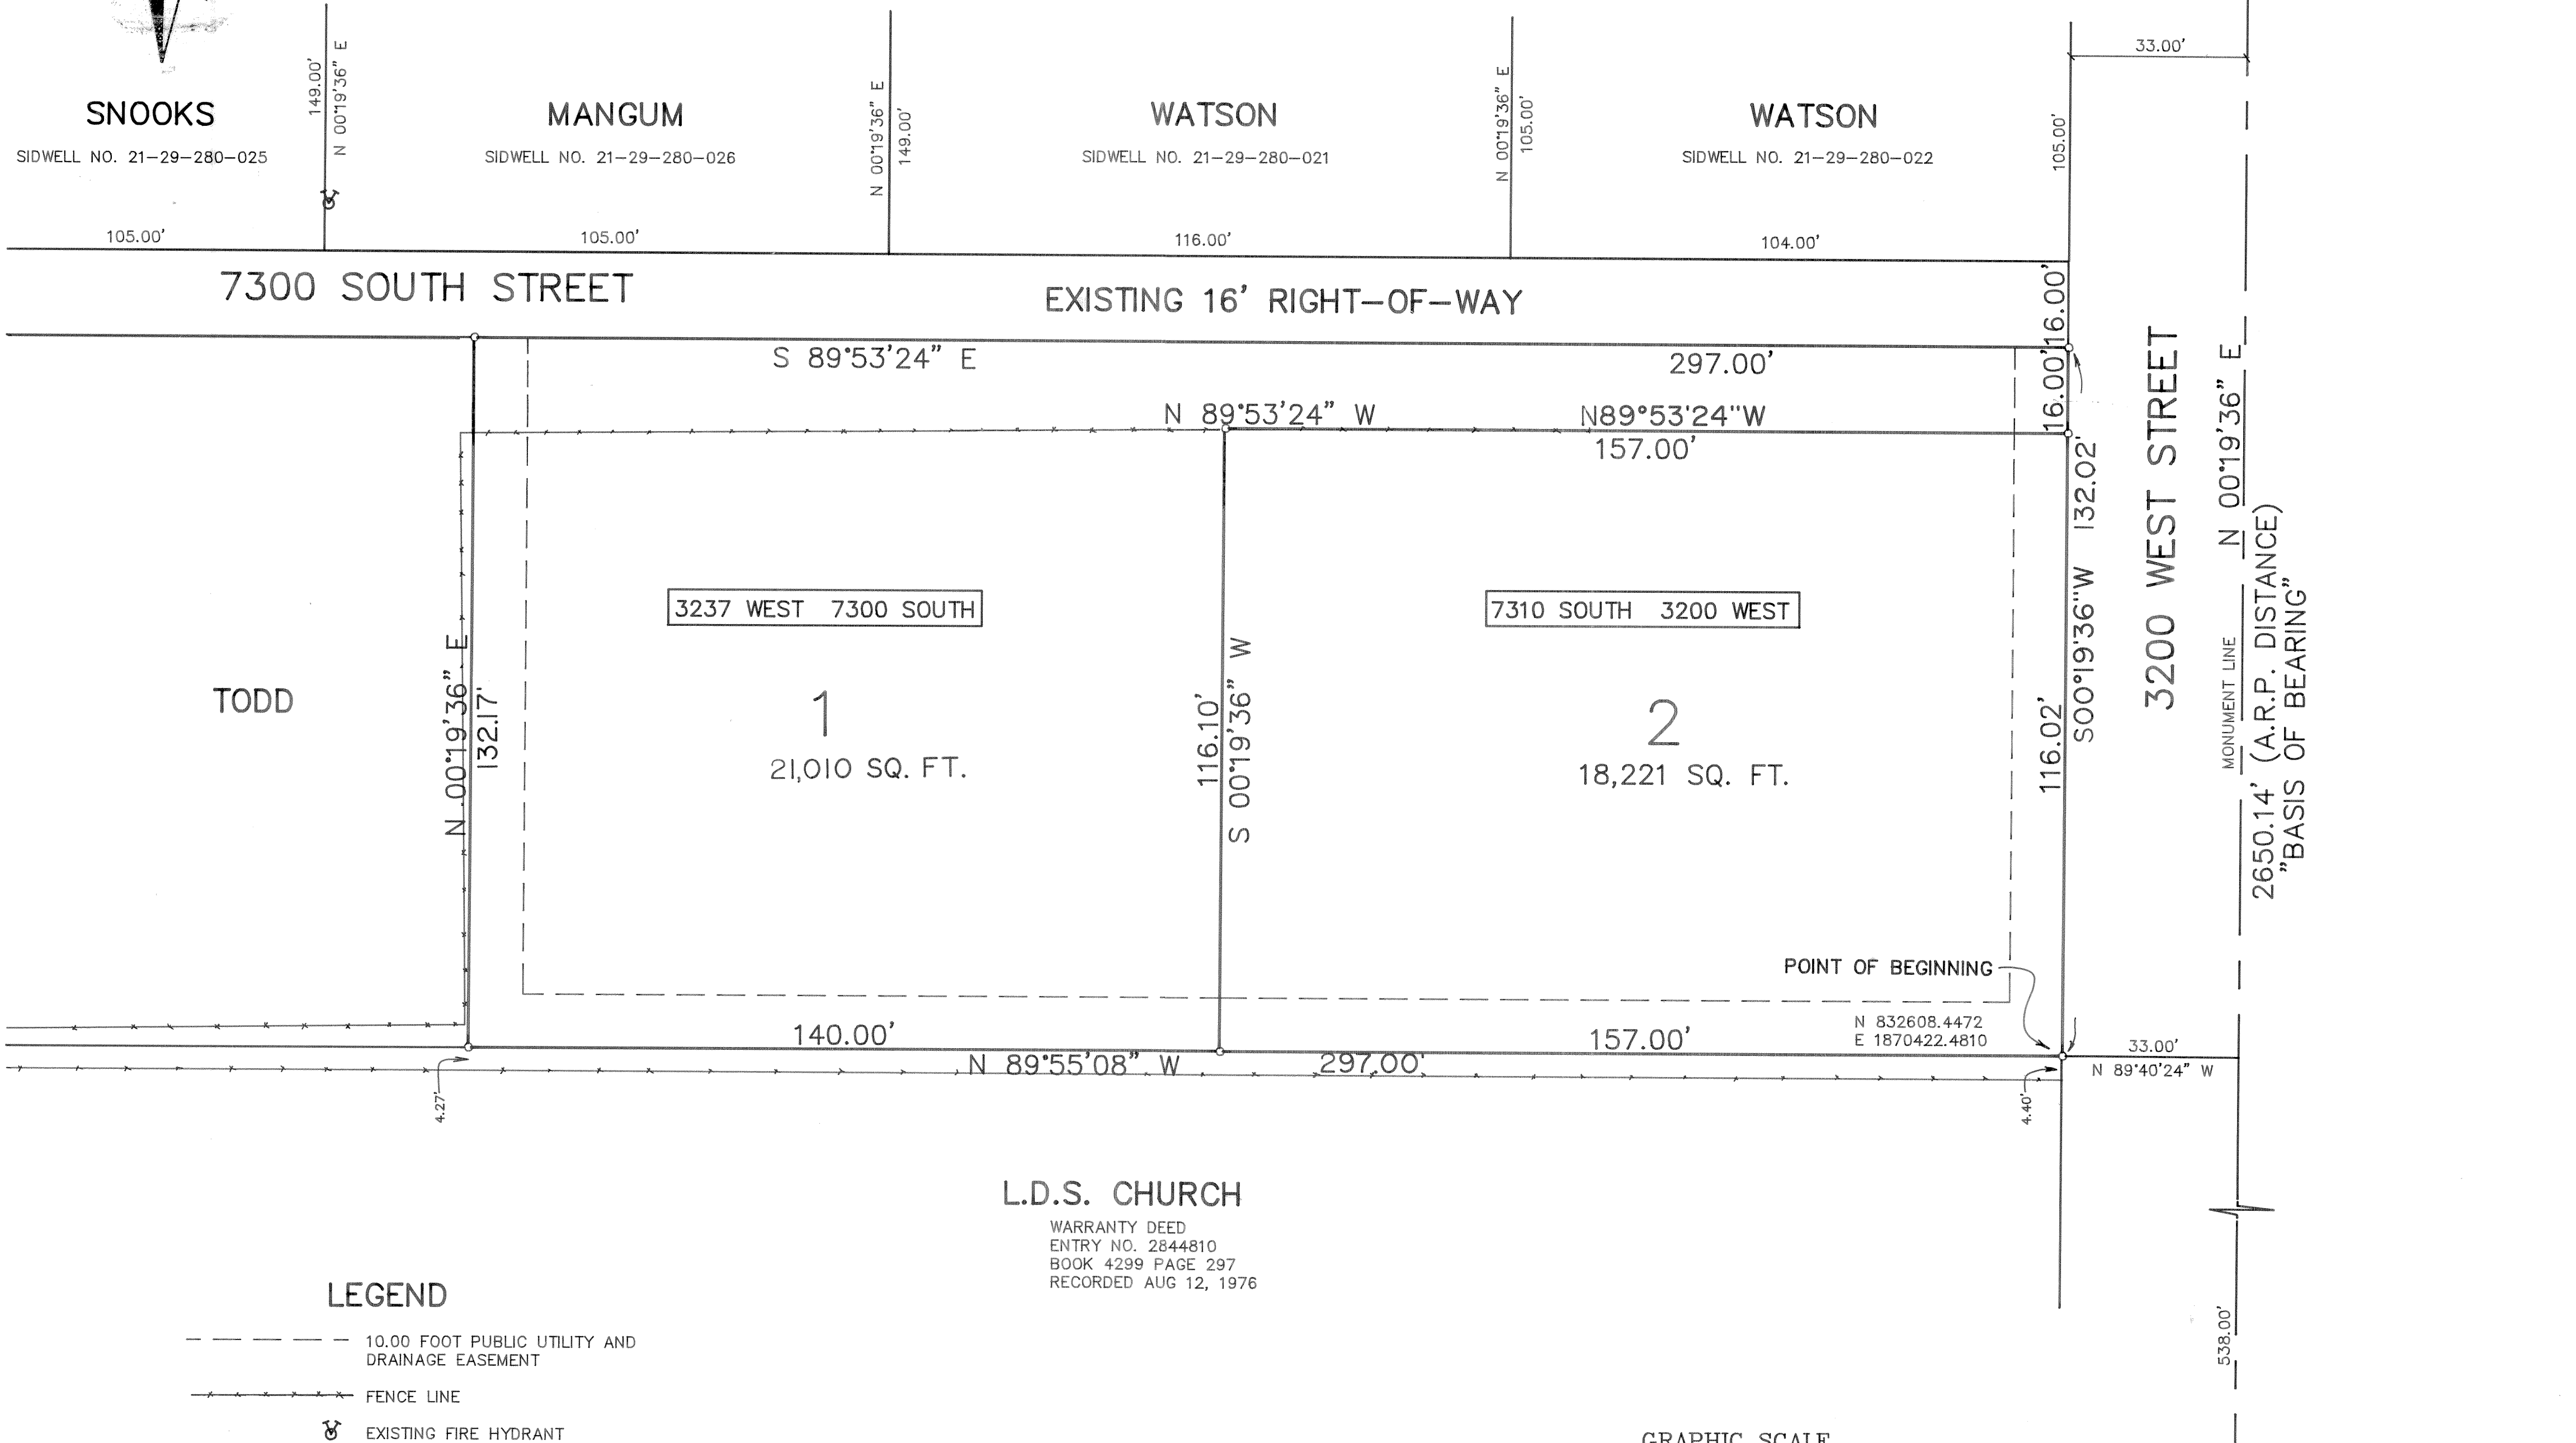 33.00'
149.00'
N 00°19'36" E
N 00°19'36" E
149.00'
N 00°19'36" E
105.00'
105.00'
SNOOKS
SIDWELL NO. 21-29-280-025
MANGUM
SIDWELL NO. 21-29-280-026
WATSON
SIDWELL NO. 21-29-280-021
WATSON
SIDWELL NO. 21-29-280-022
105.00'
105.00'
116.00'
104.00'
7300 SOUTH STREET
EXISTING 16' RIGHT-OF-WAY
16.00'
16.00'
S 89°53'24" E
297.00'
N 89°53'24" W
N89°53'24"W
157.00'
132.02'
S00°19'36"W
3200 WEST STREET
N 00°19'36" E
MONUMENT LINE
2650.14' (A.R.P. DISTANCE)
"BASIS OF BEARING"
3237 WEST 7300 SOUTH
7310 SOUTH 3200 WEST
TODD
N 00°19'36" E
132.17'
1
21,010 SQ. FT.
116.10'
S 00°19'36" W
2
18,221 SQ. FT.
116.02'
POINT OF BEGINNING
N 832608.4472
E 1870422.4810
140.00'
157.00'
N 89°55'08" W
297.00'
33.00'
N 89°40'24" W
4.27'
4.40'
L.D.S. CHURCH
WARRANTY DEED
ENTRY NO. 2844810
BOOK 4299 PAGE 297
RECORDED AUG 12, 1976
538.00'
LEGEND
10.00 FOOT PUBLIC UTILITY AND
DRAINAGE EASEMENT
FENCE LINE
EXISTING FIRE HYDRANT
GRAPHIC SCALE